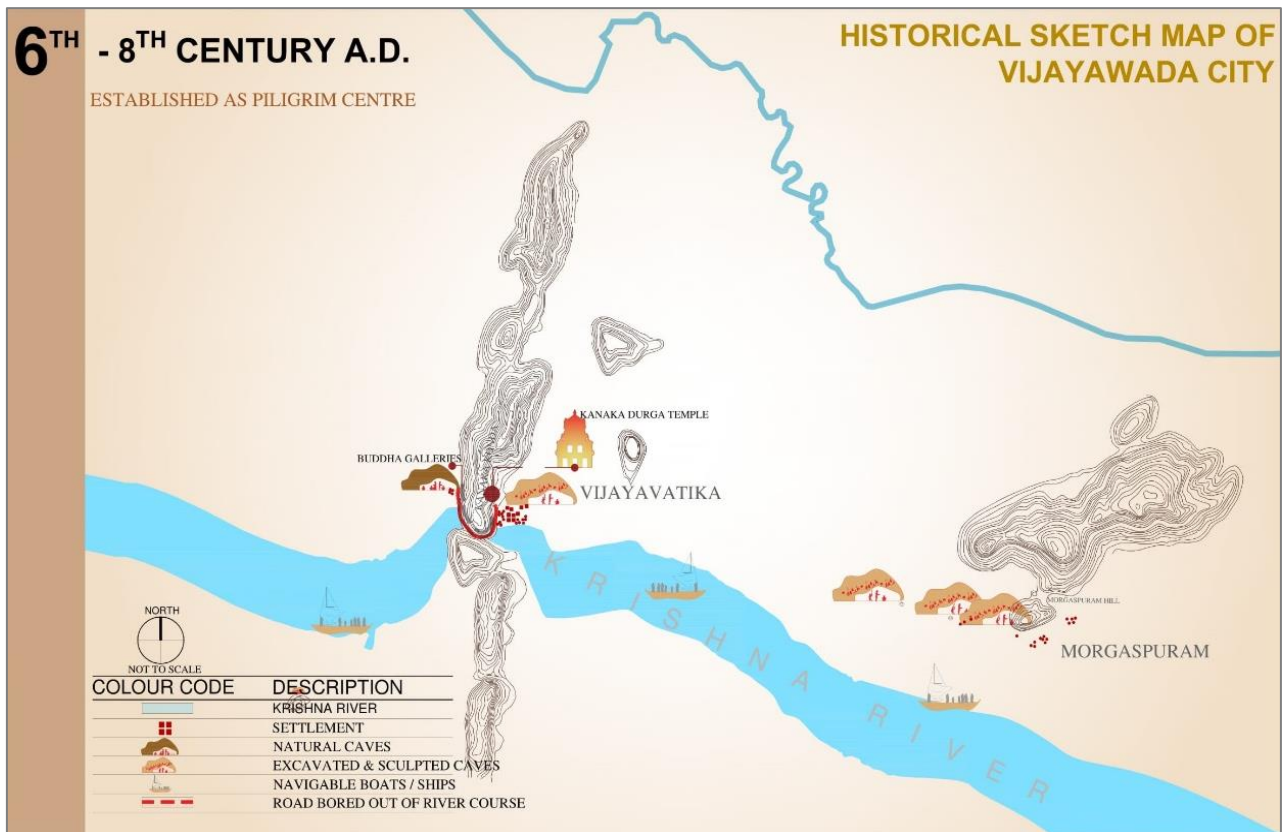 6TH - 8TH CENTURY A.D.
ESTABLISHED AS PILIGRIM CENTRE
HISTORICAL SKETCH MAP OF
VIJAYAWADA CITY
KANAKA DURGA TEMPLE
BUDDHA GALLERIES
VIJAYAVATIKA
KRISHNA RIVER
MORGASPURAM HILL
MORGASPURAM
NORTH
NOT TO SCALE
COLOUR CODE DESCRIPTION
KRISHNA RIVER
SETTLEMENT
NATURAL CAVES
EXCAVATED & SCULPTED CAVES
NAVIGABLE BOATS / SHIPS
ROAD BORED OUT OF RIVER COURSE